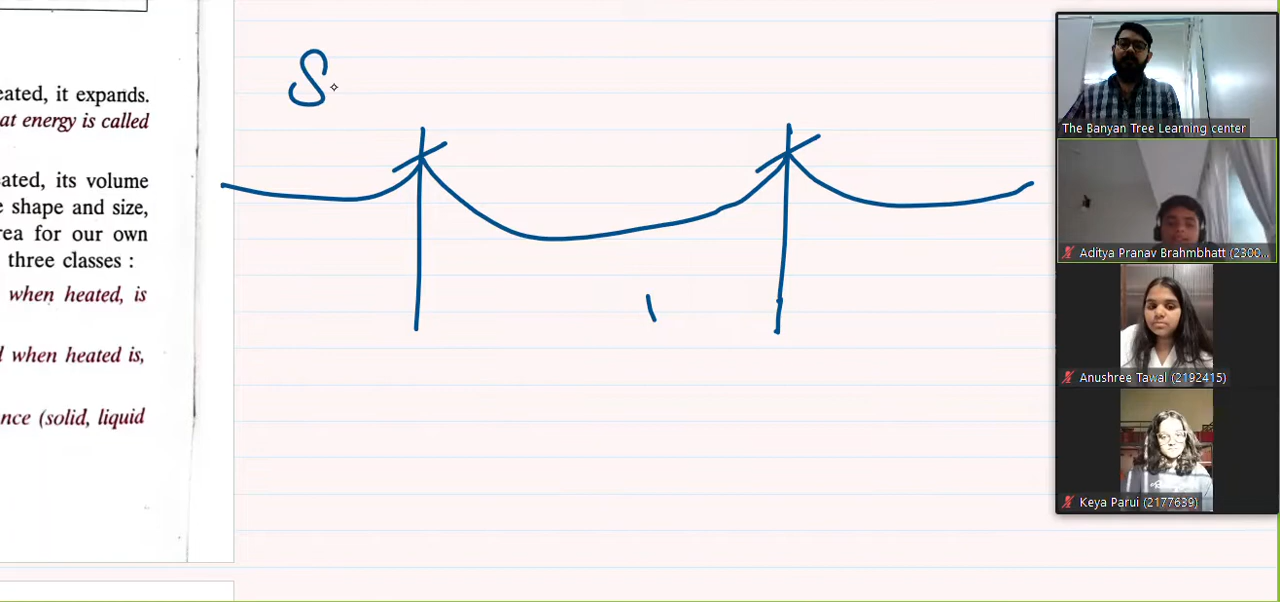 eated, it expands.
at energy is called
eated, its volume
e shape and size,
rea for our own
three classes :
when heated, is
d when heated is,
nce (solid, liquid
S
The Banyan Tree Learning center
Aditya Pranav Brahmbhatt (2300...
Anushree Tawal (2192415)
Keya Parui (2177639)